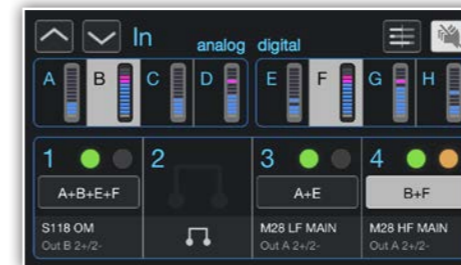 In analog digital
A B C D E F G H
1 2 3 4
A+B+E+F A+E B+F
S118 OM M28 LF MAIN M28 HF MAIN
Out B 2+/2- Out A 2+/2- Out A 2+/2-